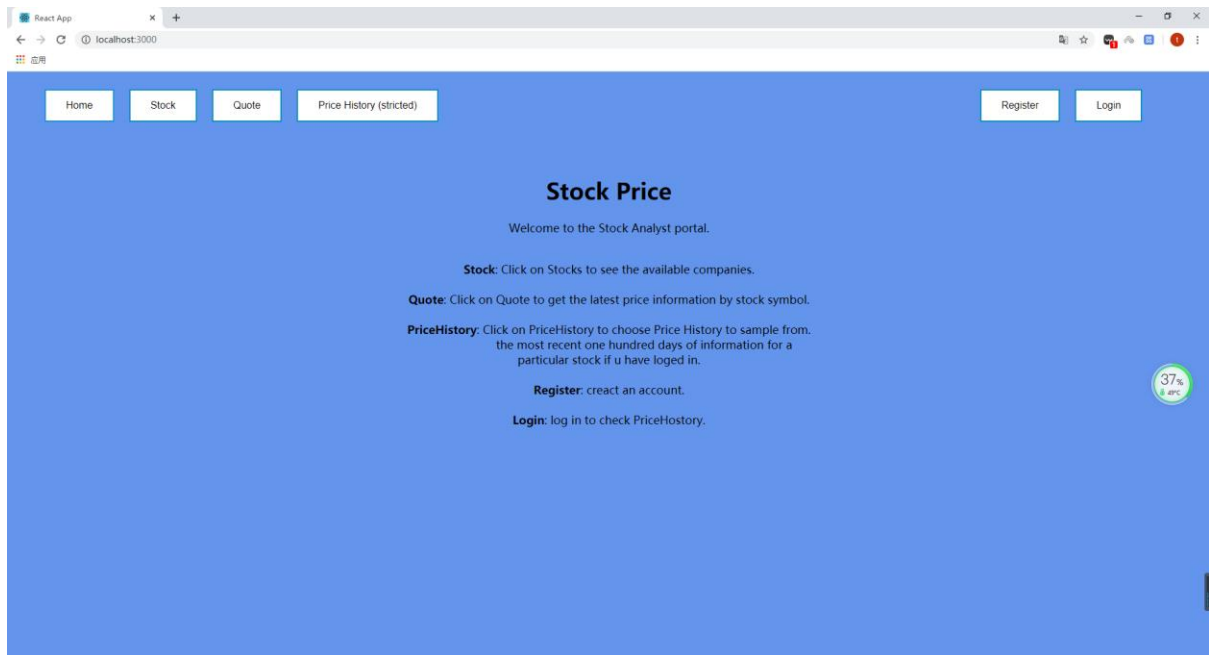 React App
localhost:3000
应用
Home Stock Quote Price History (stricted) Register Login
Stock Price
Welcome to the Stock Analyst portal.
Stock: Click on Stocks to see the available companies.
Quote: Click on Quote to get the latest price information by stock symbol.
PriceHistory: Click on PriceHistory to choose Price History to sample from.
the most recent one hundred days of information for a
particular stock if u have loged in.
Register: creact an account.
Login: log in to check PriceHostory.
37%